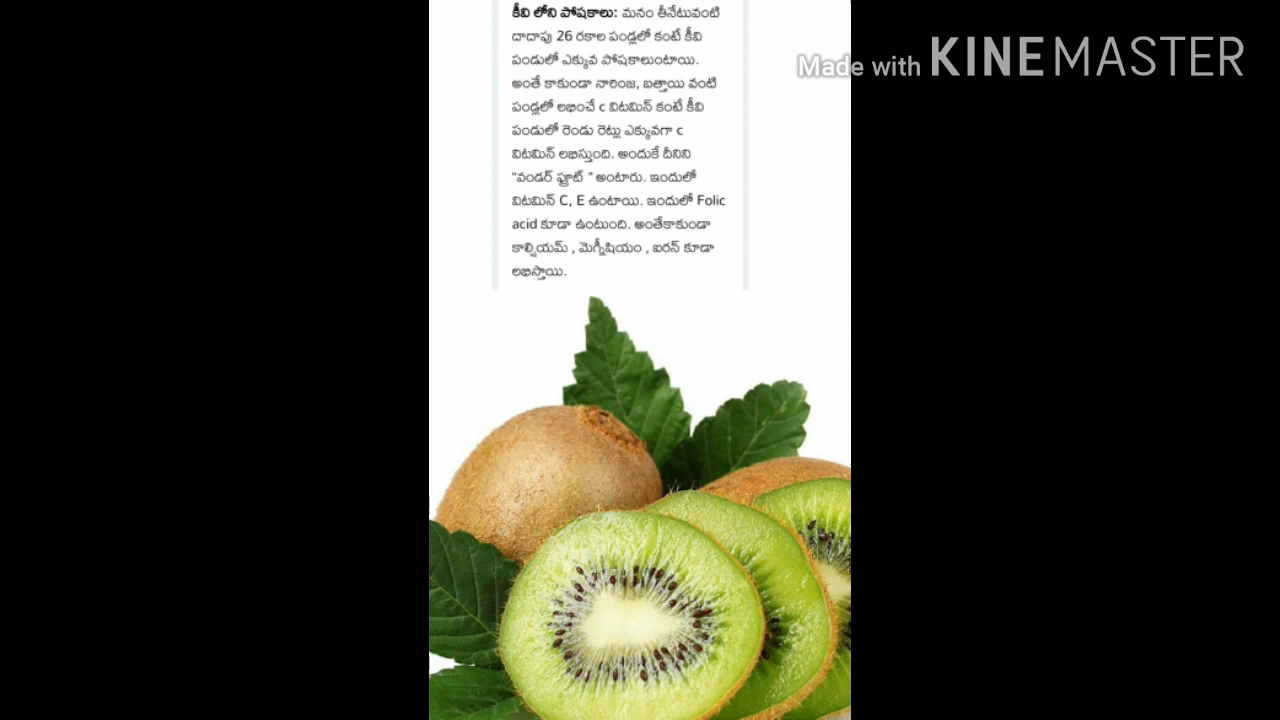 కీవి లోని పోషకాలు: మనం తీనేటువంటి
దాదాపు 26 రకాల పండ్లలో కంటే కీవి
పండులో ఎక్కువ పోషకాలుంటాయి.
అంతే కాకుండా నారింజ, బత్తాయి వంటి
పండ్లలో లభించే c విటమిన్ కంటే కీవి
పండులో రెండు రెట్లు ఎక్కువగా c
విటమిన్ లభిస్తుంది. అందుకే దీనిని
"వండర్ ఫ్రూట్ " అంటారు. ఇందులో
విటమిన్ C, E ఉంటాయి. ఇందులో Folic
acid కూడా ఉంటుంది. అంతేకాకుండా
కాల్షియమ్ , మెగ్నీషియం , ఐరన్ కూడా
లభిస్తాయి.
Made with KINEMASTER